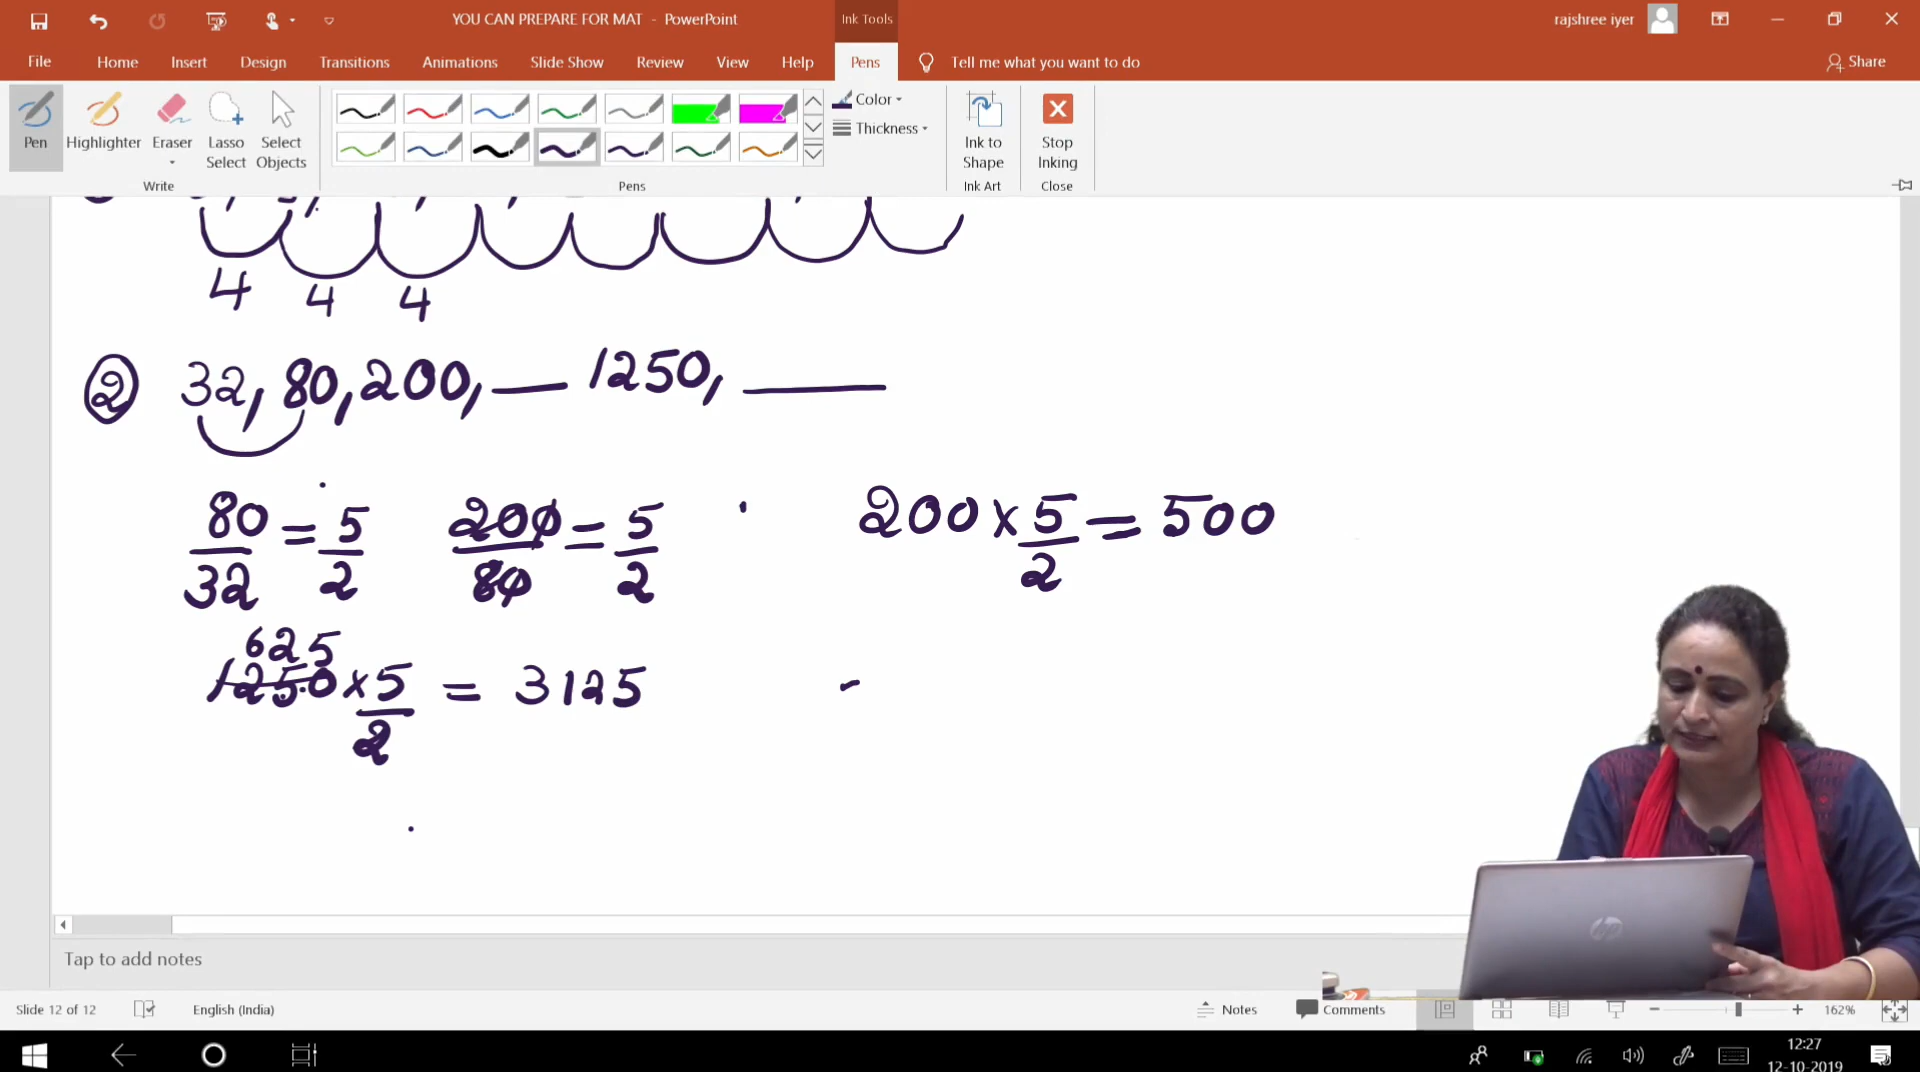 YOU CAN PREPARE FOR MAT - PowerPoint
Ink Tools
rajshree iyer
File Home Insert Design Transitions Animations Slide Show Review View Help Pens Tell me what you want to do Share
Pen Highlighter Eraser Lasso Select Select Objects
Color
Thickness
Ink to Shape
Stop Inking
Write Pens Ink Art Close
4 4 4
② 32, 80, 200, __ 1250, ____
80/32 = 5/2 200/80 = 5/2 200 × 5/2 = 500
625
1250 × 5/2 = 3125
Tap to add notes
Slide 12 of 12 English (India) Notes Comments 162%
hp
12:27
12-10-2019